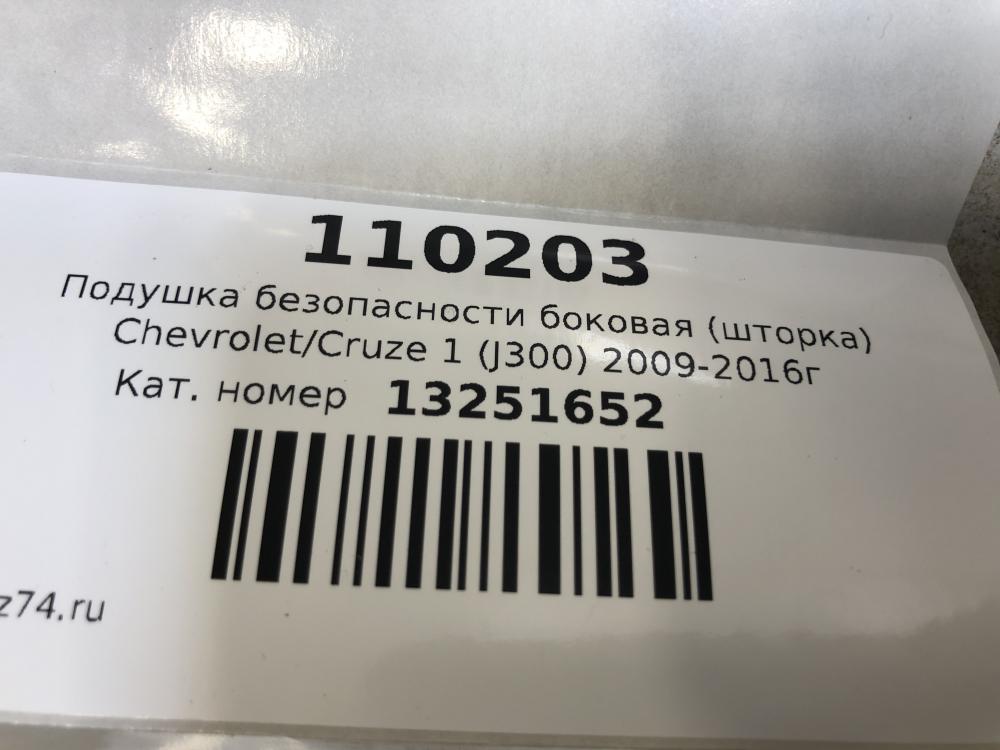 110203
Подушка безопасности боковая (шторка)
Chevrolet/Cruze 1 (J300) 2009-2016г
Кат. номер 13251652
z74.ru